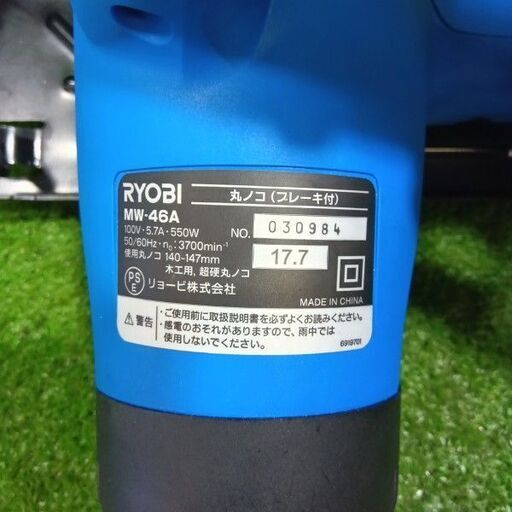 RYOBI
丸ノコ(ブレーキ付)
MW-46A
100V・5.7A・550W
50/60Hz・n₀:3700min⁻¹
使用丸ノコ 140-147mm
木工用, 超硬丸ノコ
NO. 030984
17.7
PS E
リョービ株式会社
MADE IN CHINA
警告
・ご使用前に取扱説明書を必ずよくお読みください。
・感電のおそれがありますので、雨中では
使用しないでください。
6919701